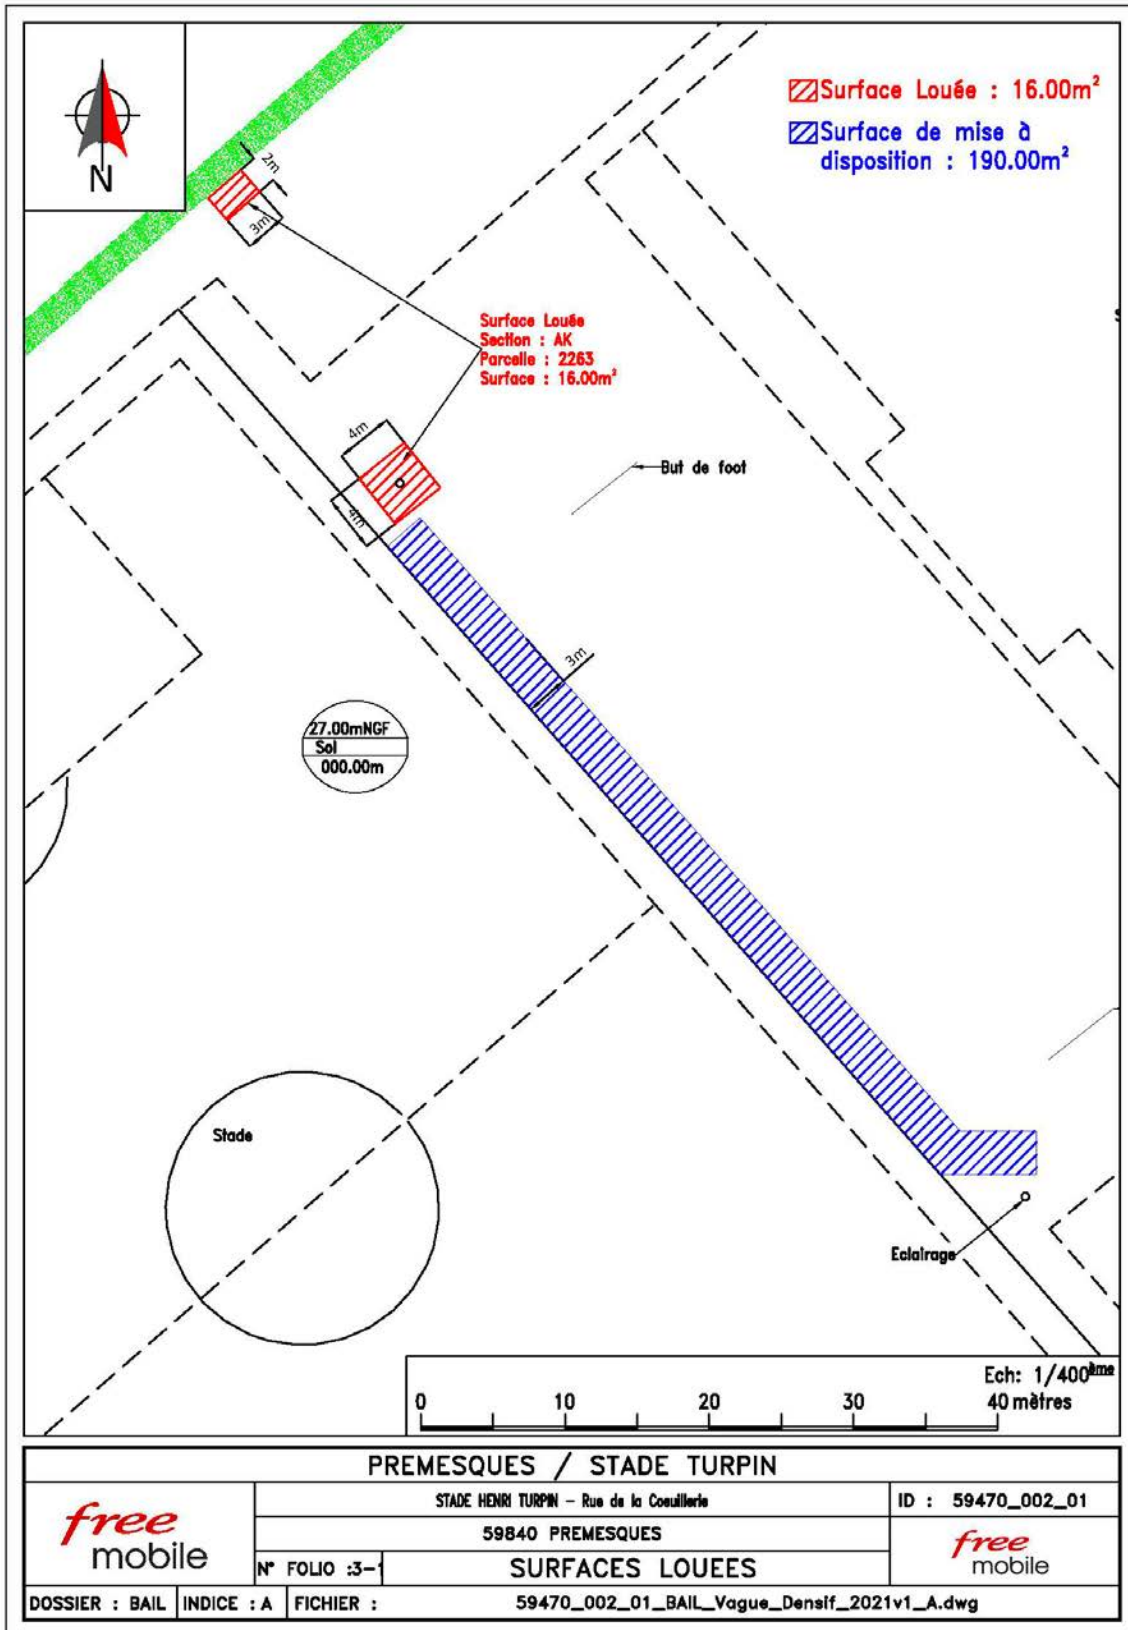 N
Surface Louée : 16.00m²
Surface de mise à
disposition : 190.00m²
2m
3m
Surface Louée
Section : AK
Parcelle : 2263
Surface : 16.00m²
4m
4m
But de foot
3m
27.00mNGF
Sol
000.00m
Stade
Eclairage
Ech: 1/400ème
0 10 20 30 40 mètres
PREMESQUES / STADE TURPIN
free
mobile
STADE HENRI TURPIN - Rue de la Coeuillerie
ID : 59470_002_01
59840 PREMESQUES
free
mobile
N° FOLIO :3-1
SURFACES LOUEES
DOSSIER : BAIL
INDICE : A
FICHIER :
59470_002_01_BAIL_Vague_Densif_2021v1_A.dwg